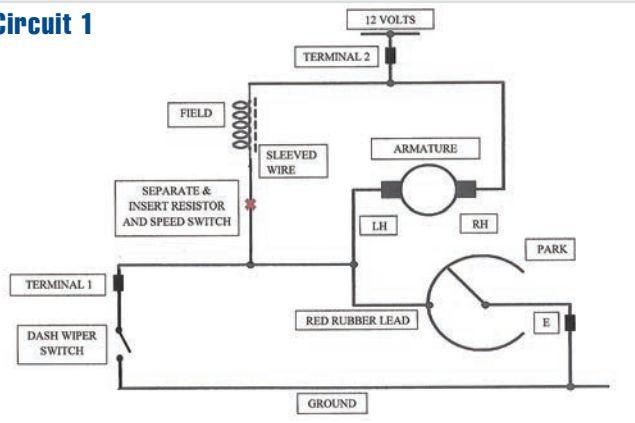 Circuit 1
12 VOLTS
TERMINAL 2
FIELD
SLEEVED
WIRE
ARMATURE
SEPARATE &
INSERT RESISTOR
AND SPEED SWITCH
LH
RH
PARK
TERMINAL 1
RED RUBBER LEAD
E
DASH WIPER
SWITCH
GROUND